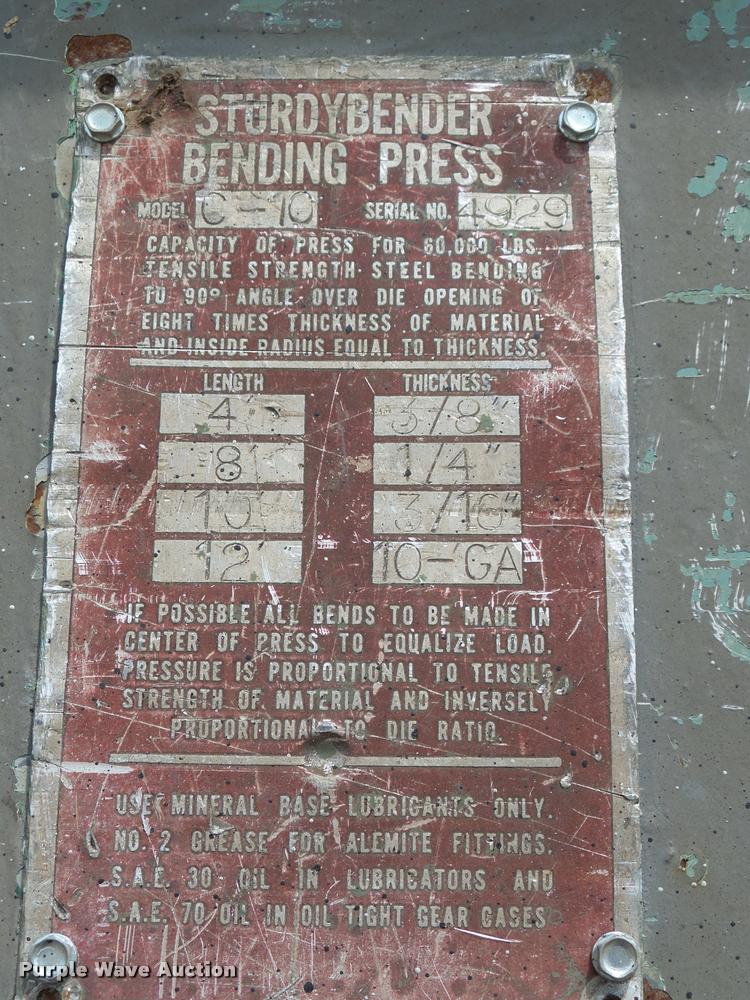 STURDYBENDER
BENDING PRESS
MODEL C-10 SERIAL NO. 4929
CAPACITY OF PRESS FOR 60,000 LBS.
TENSILE STRENGTH STEEL BENDING
TO 90° ANGLE OVER DIE OPENING OF
EIGHT TIMES THICKNESS OF MATERIAL
AND INSIDE RADIUS EQUAL TO THICKNESS.
LENGTH THICKNESS
4' 3/8"
8' 1/4"
10' 3/16"
12' 10-GA
IF POSSIBLE ALL BENDS TO BE MADE IN
CENTER OF PRESS TO EQUALIZE LOAD.
PRESSURE IS PROPORTIONAL TO TENSILE
STRENGTH OF MATERIAL AND INVERSELY
PROPORTIONAL TO DIE RATIO.
USE MINERAL BASE LUBRICANTS ONLY.
NO. 2 GREASE FOR ALEMITE FITTINGS.
S.A.E. 30 OIL IN LUBRICATORS AND
S.A.E. 70 OIL IN OIL TIGHT GEAR CASES
Purple Wave Auction